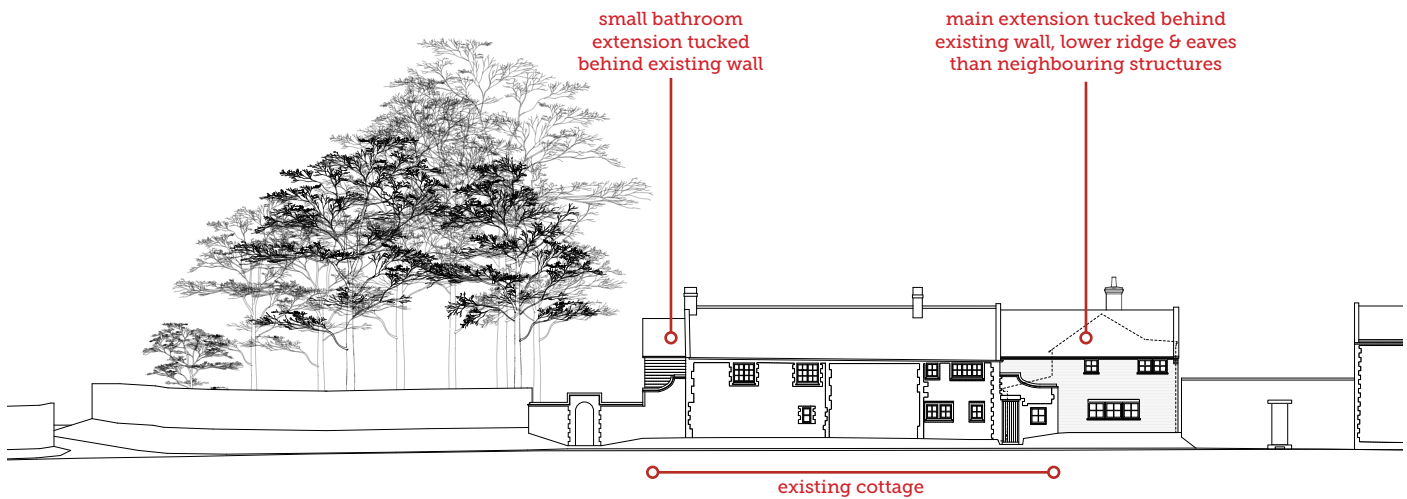 small bathroom
extension tucked
behind existing wall
main extension tucked behind
existing wall, lower ridge & eaves
than neighbouring structures
existing cottage